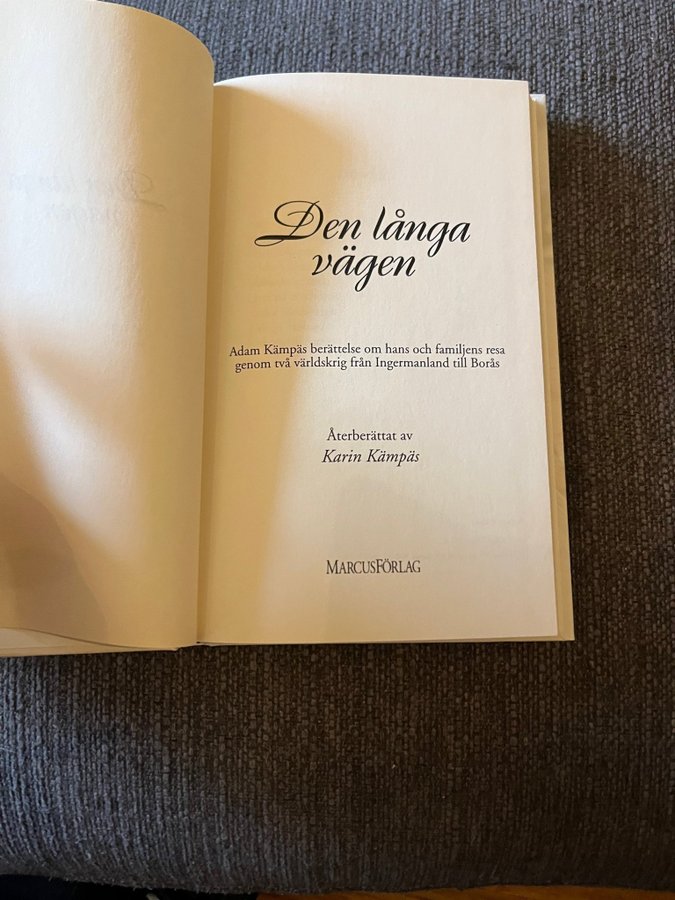 Den långa
vägen
Adam Kämpäs berättelse om hans och familjens resa
genom två världskrig från Ingermanland till Borås
Återberättat av
Karin Kämpäs
MARCUSFÖRLAG